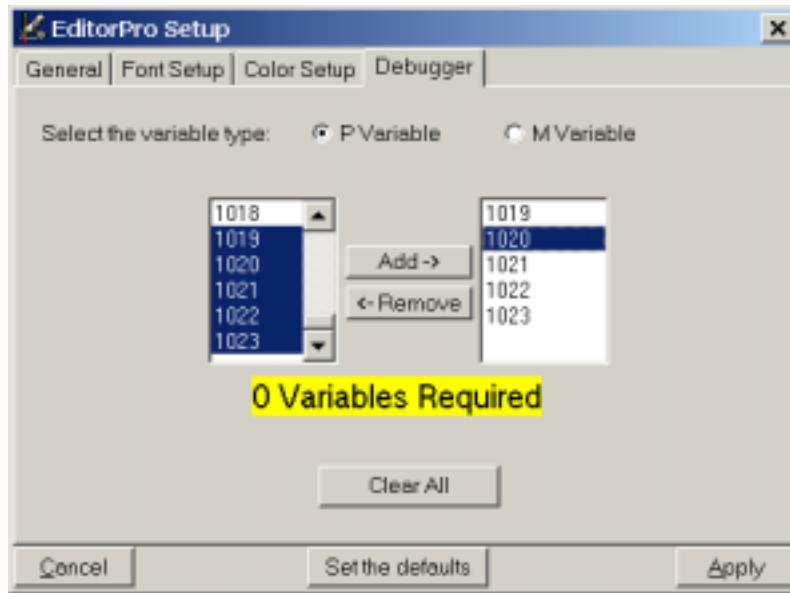 EditorPro Setup
General Font Setup Color Setup Debugger
Select the variable type: P Variable M Variable
1018
1019
1020
1021
1022
1023
Add ->
<- Remove
1019
1020
1021
1022
1023
0 Variables Required
Clear All
Cancel Set the defaults Apply